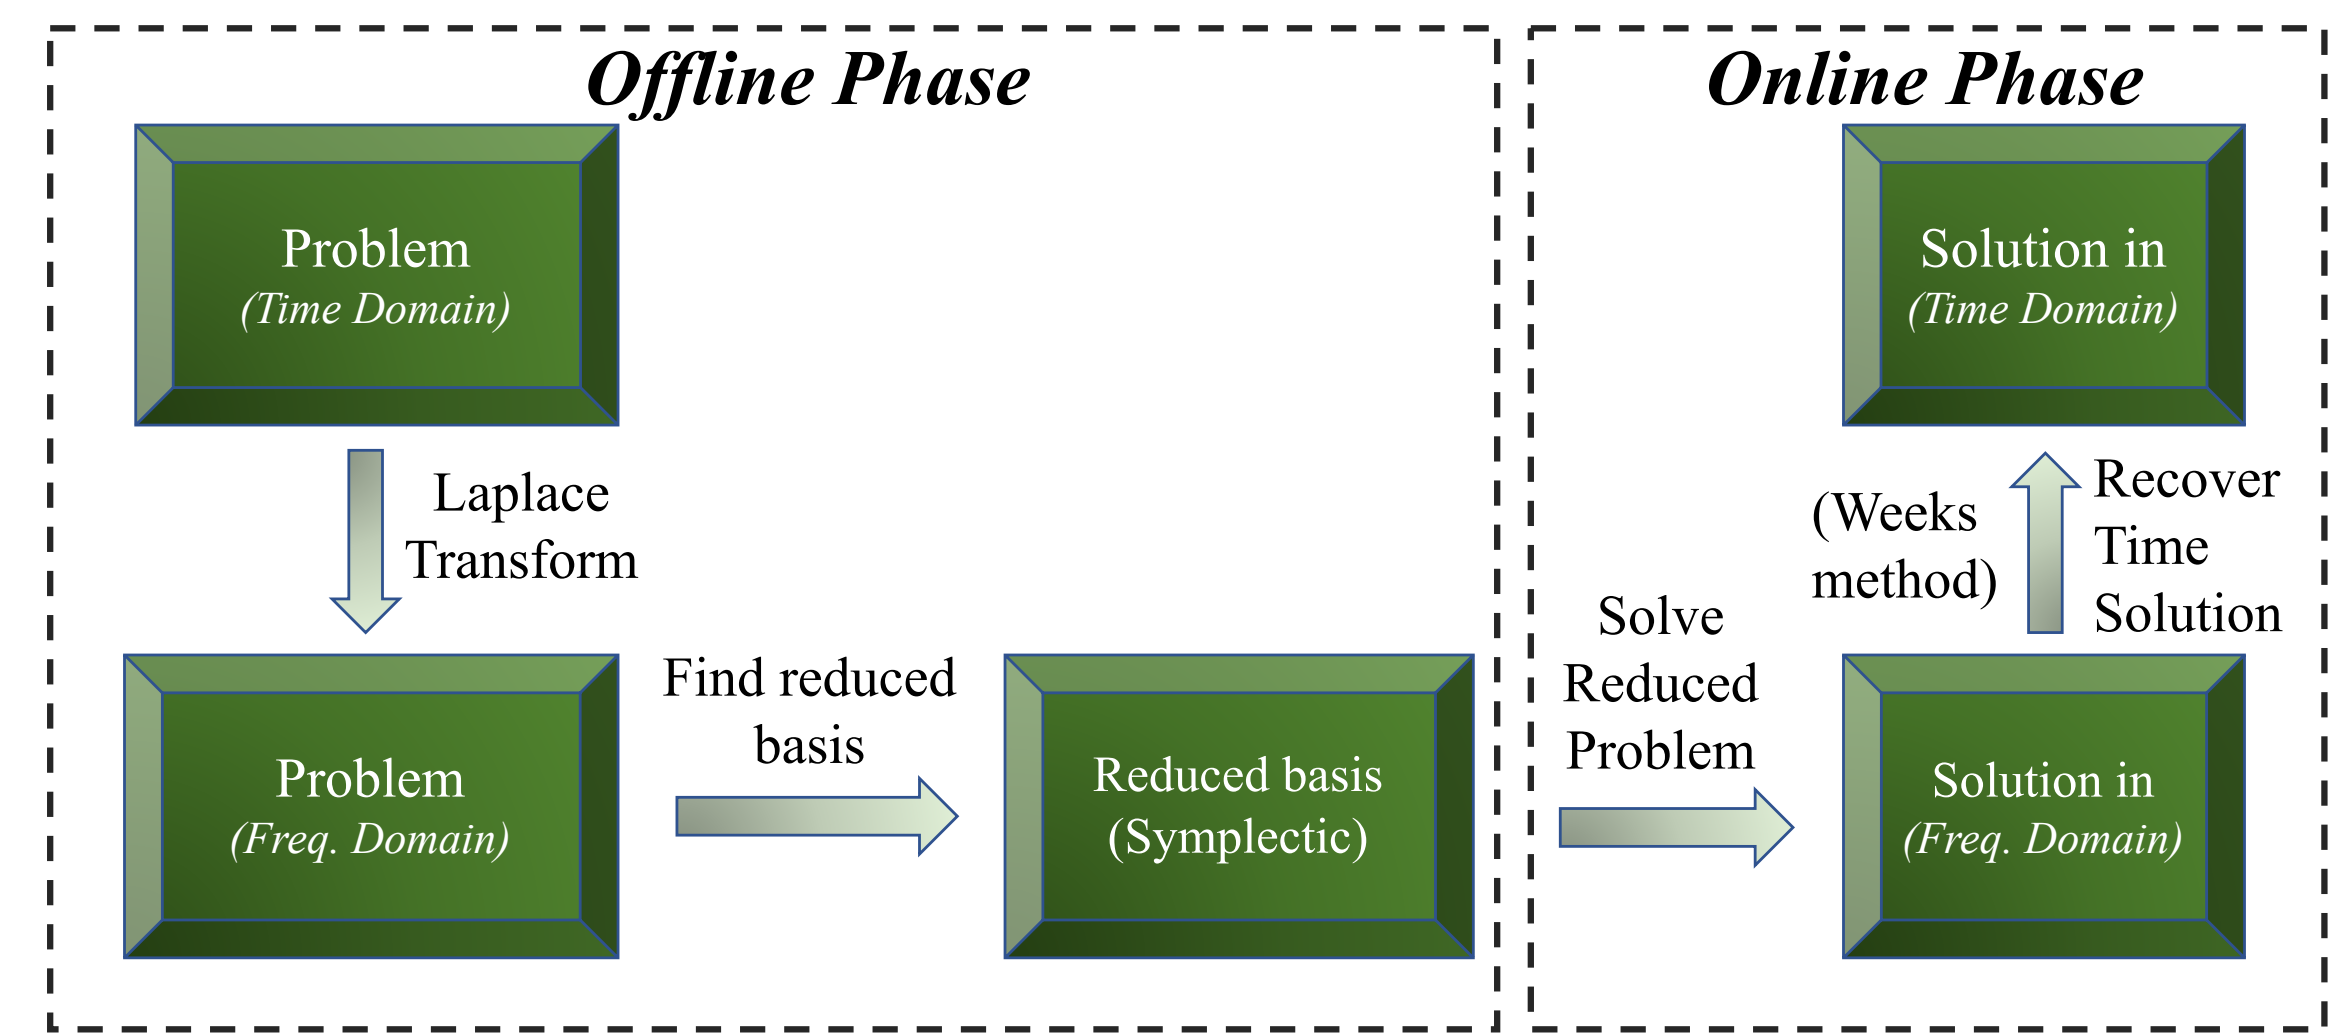 Offline Phase
Problem
(Time Domain)
Laplace
Transform
Problem
(Freq. Domain)
Find reduced
basis
Reduced basis
(Symplectic)
Online Phase
Solve
Reduced
Problem
Solution in
(Freq. Domain)
(Weeks
method)
Recover
Time
Solution
Solution in
(Time Domain)